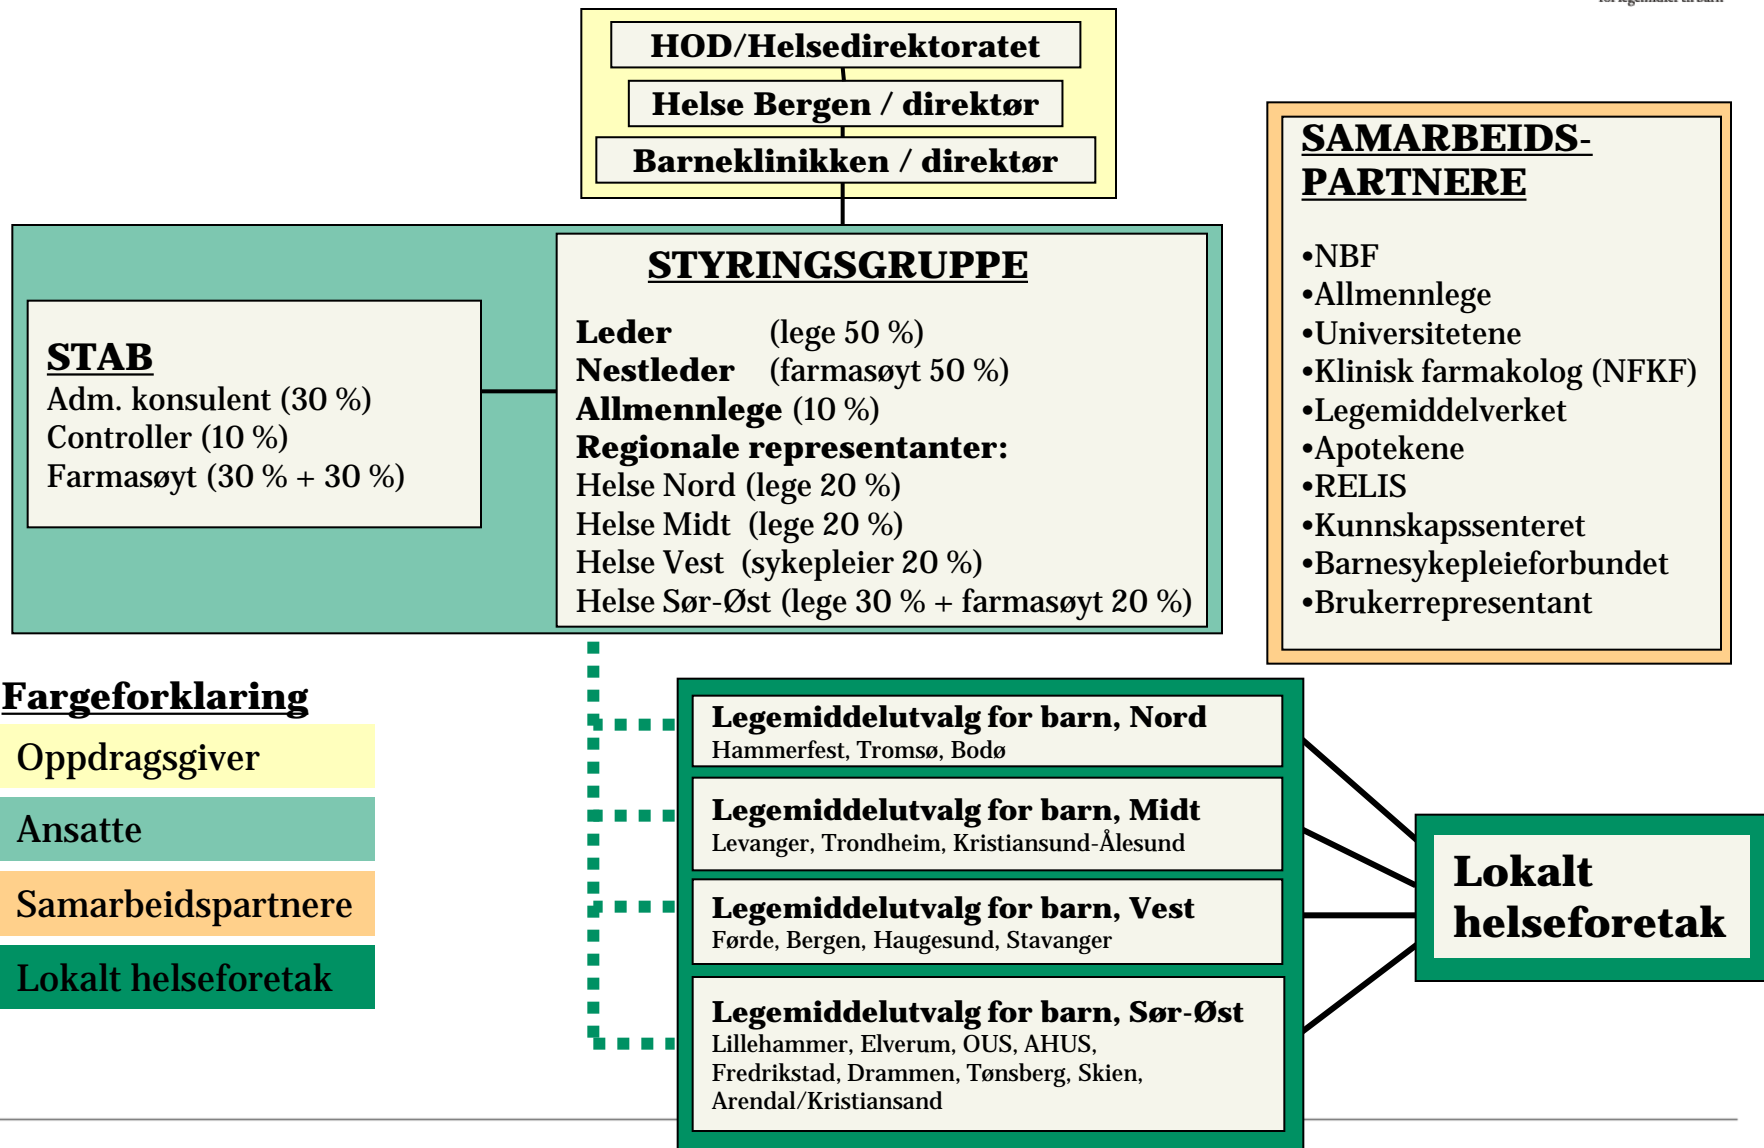 for legemidler til barn
HOD/Helsedirektoratet
Helse Bergen / direktør
Barneklinikken / direktør
SAMARBEIDS-
PARTNERE
•NBF
•Allmennlege
•Universitetene
•Klinisk farmakolog (NFKF)
•Legemiddelverket
•Apotekene
•RELIS
•Kunnskapssenteret
•Barnesykepleieforbundet
•Brukerrepresentant
STAB
Adm. konsulent (30 %)
Controller (10 %)
Farmasøyt (30 % + 30 %)
STYRINGSGRUPPE
Leder (lege 50 %)
Nestleder (farmasøyt 50 %)
Allmennlege (10 %)
Regionale representanter:
Helse Nord (lege 20 %)
Helse Midt (lege 20 %)
Helse Vest (sykepleier 20 %)
Helse Sør-Øst (lege 30 % + farmasøyt 20 %)
Fargeforklaring
Oppdragsgiver
Ansatte
Samarbeidspartnere
Lokalt helseforetak
Legemiddelutvalg for barn, Nord
Hammerfest, Tromsø, Bodø
Legemiddelutvalg for barn, Midt
Levanger, Trondheim, Kristiansund-Ålesund
Legemiddelutvalg for barn, Vest
Førde, Bergen, Haugesund, Stavanger
Legemiddelutvalg for barn, Sør-Øst
Lillehammer, Elverum, OUS, AHUS,
Fredrikstad, Drammen, Tønsberg, Skien,
Arendal/Kristiansand
Lokalt
helseforetak